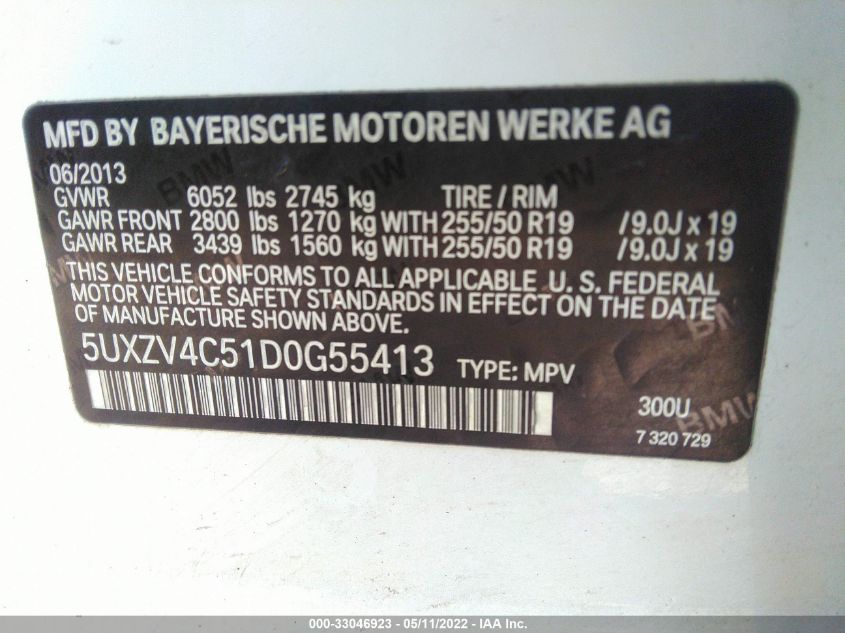 MFD BY BAYERISCHE MOTOREN WERKE AG
06/2013
GVWR 6052 lbs 2745 kg TIRE / RIM
GAWR FRONT 2800 lbs 1270 kg WITH 255/50 R19 /9.0J x 19
GAWR REAR 3439 lbs 1560 kg WITH 255/50 R19 /9.0J x 19
THIS VEHICLE CONFORMS TO ALL APPLICABLE U. S. FEDERAL
MOTOR VEHICLE SAFETY STANDARDS IN EFFECT ON THE DATE
OF MANUFACTURE SHOWN ABOVE.
5UXZV4C51D0G55413 TYPE: MPV
300U
7 320 729
BMW
BMW
000-33046923 - 05/11/2022 - IAA Inc.